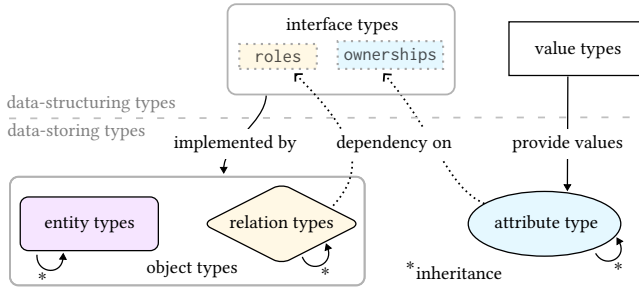 interface types
roles
ownerships
value types
data-structuring types
data-storing types
implemented by
dependency on
provide values
entity types
relation types
attribute type
*
*
*
object types
*inheritance